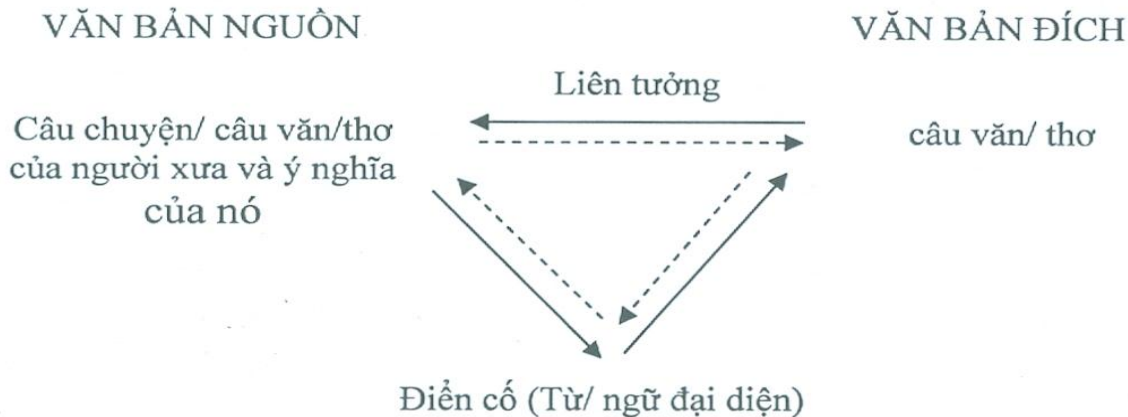 VĂN BẢN NGUỒN
VĂN BẢN ĐÍCH
Liên tưởng
Câu chuyện/ câu văn/thơ
của người xưa và ý nghĩa
của nó
câu văn/ thơ
Điển cố (Từ/ ngữ đại diện)